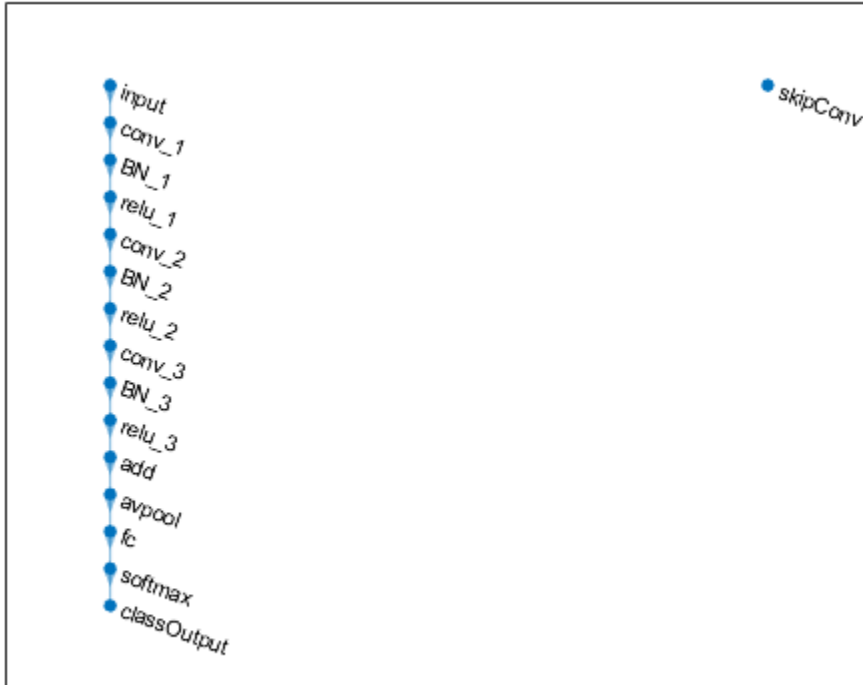 input
skipConv
conv_1
BN_1
relu_1
conv_2
BN_2
relu_2
conv_3
BN_3
relu_3
add
avpool
fc
softmax
classOutput